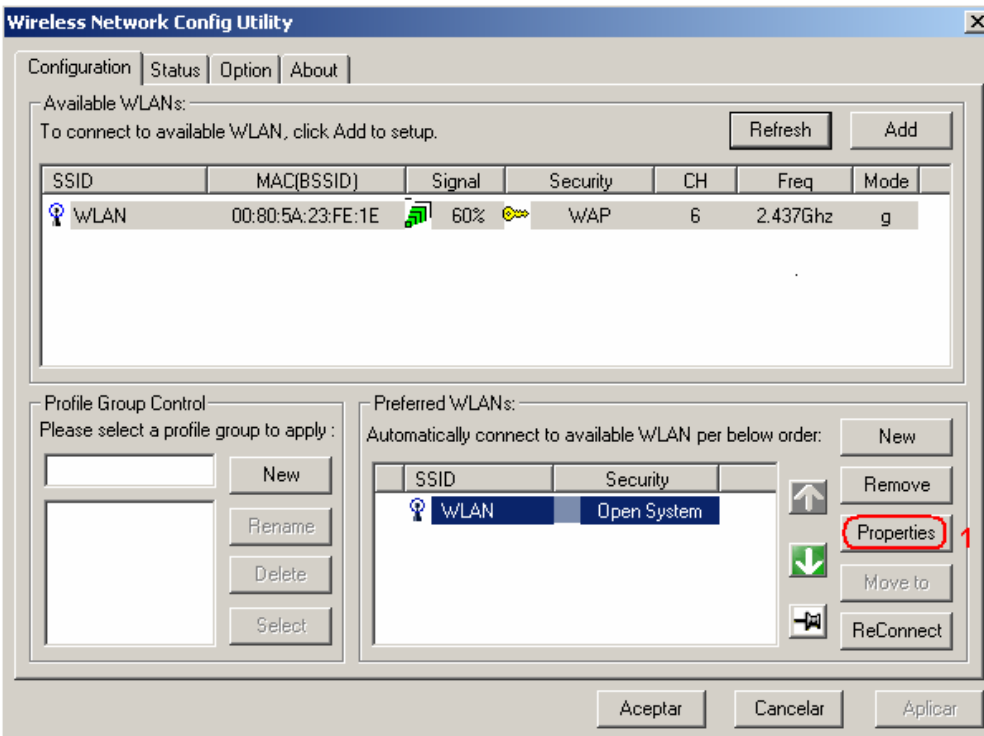 Wireless Network Config Utility
Configuration Status Option About
Available WLANs:
To connect to available WLAN, click Add to setup.
Refresh Add
SSID MAC(BSSID) Signal Security CH Freq Mode
WLAN 00:80:5A:23:FE:1E 60% WAP 6 2.437Ghz g
Profile Group Control
Please select a profile group to apply :
New
Rename
Delete
Select
Preferred WLANs:
Automatically connect to available WLAN per below order:
SSID Security
WLAN Open System
New
Remove
Properties 1
Move to
ReConnect
Aceptar Cancelar Aplicar